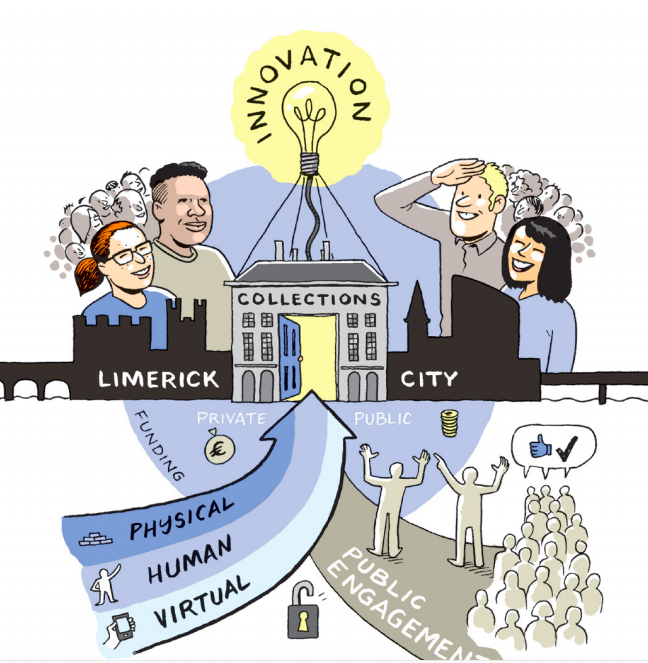 INNOVATION
COLLECTIONS
LIMERICK CITY
FUNDING
PRIVATE PUBLIC
€
PHYSICAL
HUMAN
VIRTUAL
PUBLIC
ENGAGEMENT